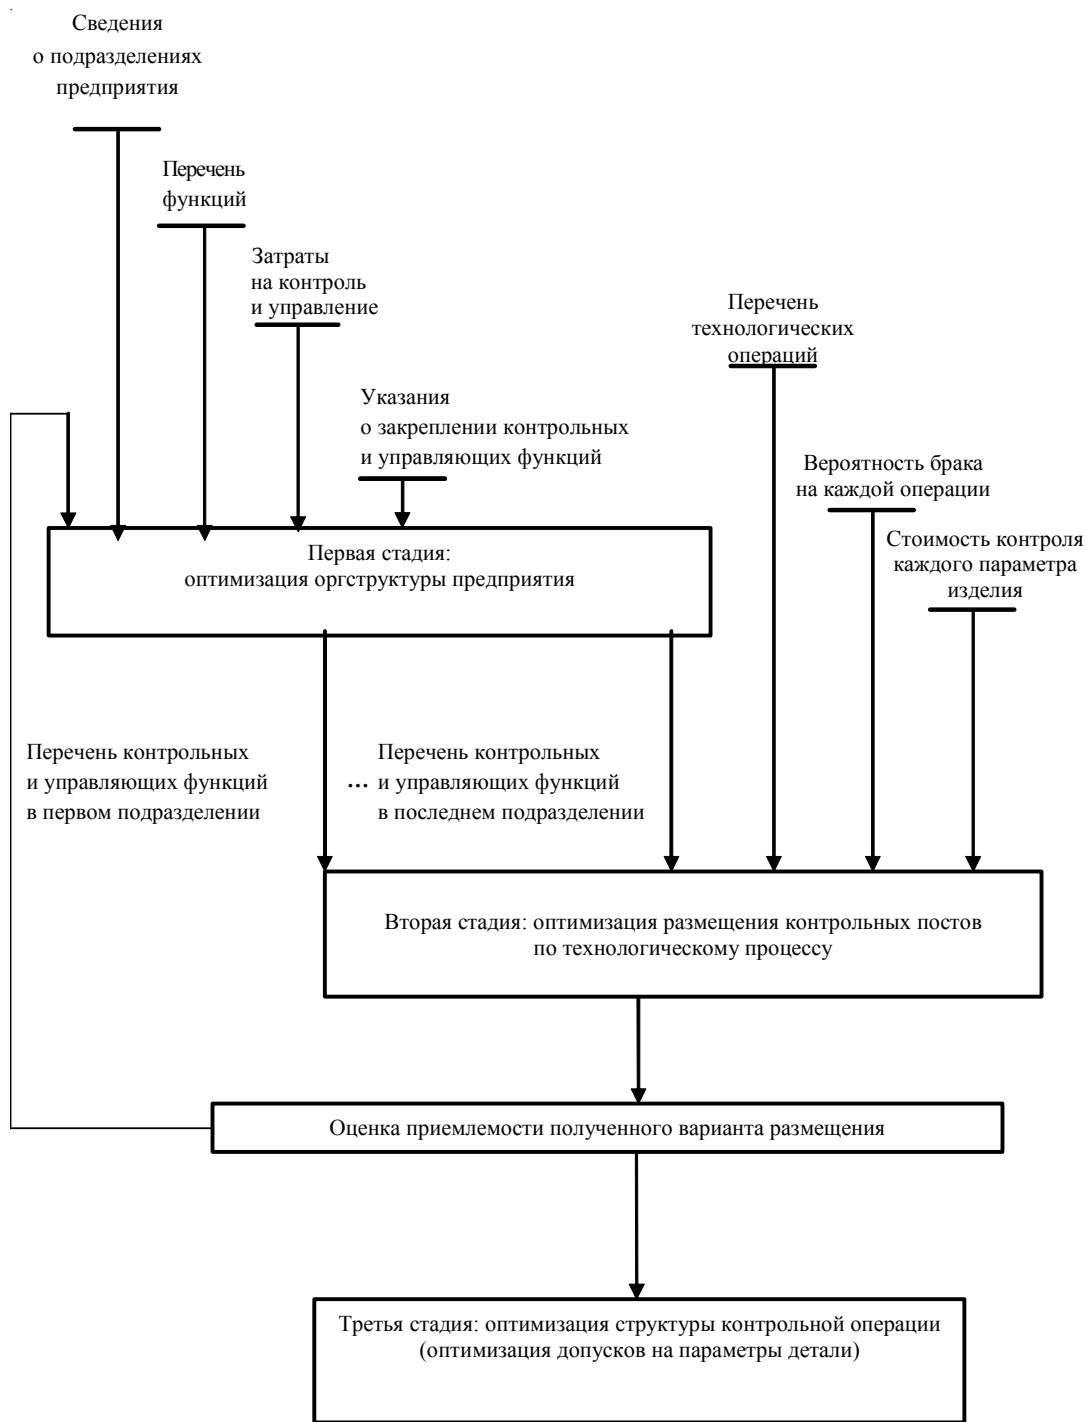 Сведения
о подразделениях
предприятия
Перечень
функций
Затраты
на контроль
и управление
Перечень
технологических
операций
Указания
о закреплении контрольных
и управляющих функций
Вероятность брака
на каждой операции
Стоимость контроля
каждого параметра
изделия
Первая стадия:
оптимизация оргструктуры предприятия
Перечень контрольных
и управляющих функций
в первом подразделении
...
Перечень контрольных
и управляющих функций
в последнем подразделении
Вторая стадия: оптимизация размещения контрольных постов
по технологическому процессу
Оценка приемлемости полученного варианта размещения
Третья стадия: оптимизация структуры контрольной операции
(оптимизация допусков на параметры детали)